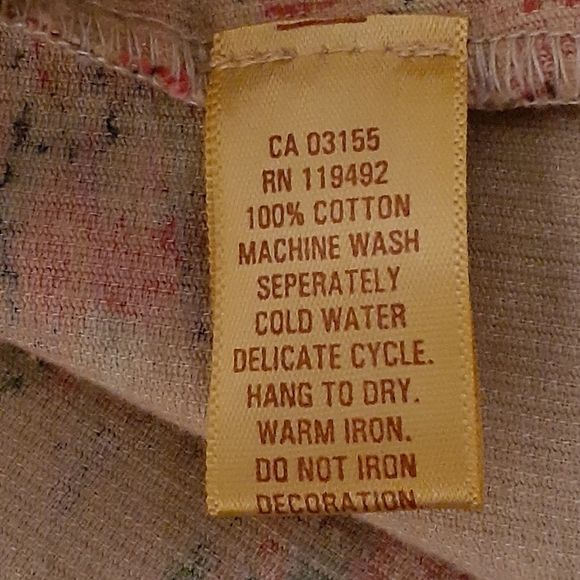 CA 03155
RN 119492
100% COTTON
MACHINE WASH
SEPERATELY
COLD WATER
DELICATE CYCLE.
HANG TO DRY.
WARM IRON.
DO NOT IRON
DECORATION